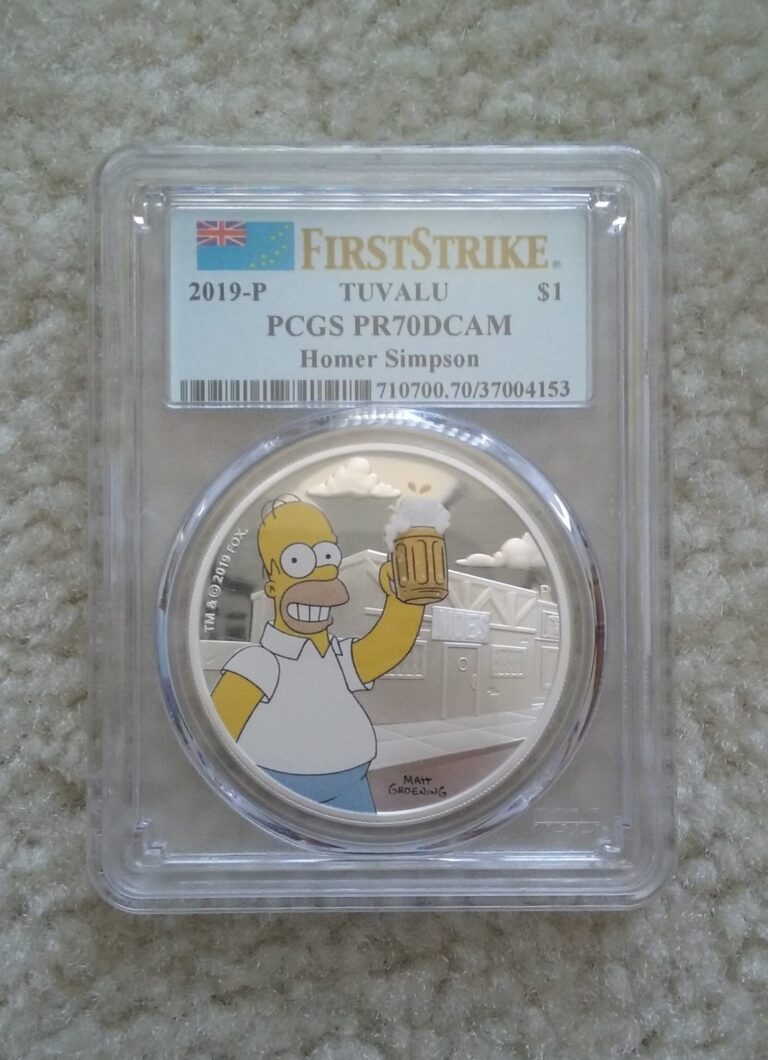 FIRSTSTRIKE®
2019-P TUVALU $1
PCGS PR70DCAM
Homer Simpson
710700.70/37004153
TM & © 2019 FOX.
P
MOE'S
MATT
GROENING